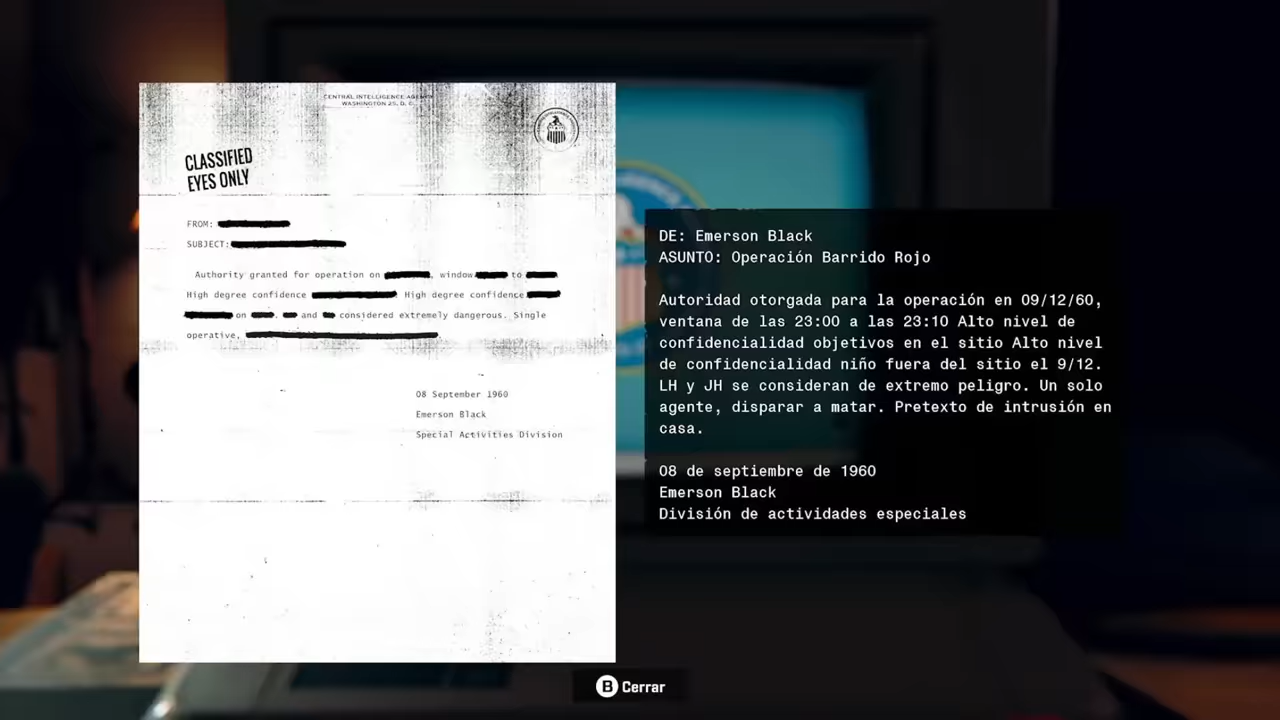 CENTRAL INTELLIGENCE AGENCY
WASHINGTON 25, D. C.
CLASSIFIED
EYES ONLY
FROM:
SUBJECT:
Authority granted for operation on , window to
High degree confidence . High degree confidence
on , and considered extremely dangerous. Single
operative,
08 September 1960
Emerson Black
Special Activities Division
DE: Emerson Black
ASUNTO: Operación Barrido Rojo
Autoridad otorgada para la operación en 09/12/60,
ventana de las 23:00 a las 23:10 Alto nivel de
confidencialidad objetivos en el sitio Alto nivel
de confidencialidad niño fuera del sitio el 9/12.
LH y JH se consideran de extremo peligro. Un solo
agente, disparar a matar. Pretexto de intrusión en
casa.
08 de septiembre de 1960
Emerson Black
División de actividades especiales
B Cerrar